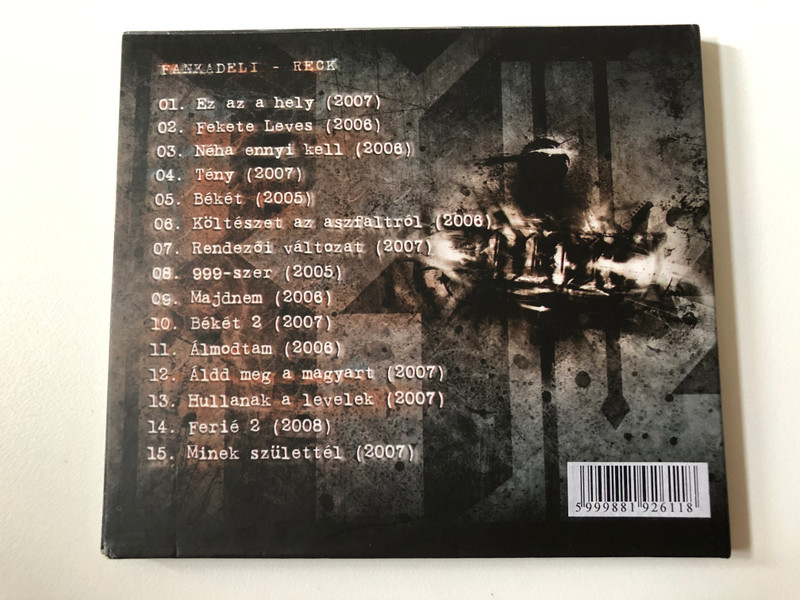 FANKADELI - RECK
01. Ez az a hely (2007)
02. Fekete Leves (2006)
03. Néha ennyi kell (2006)
04. Tény (2007)
05. Békét (2005)
06. Költészet az aszfaltról (2006)
07. Rendezői változat (2007)
08. 999-szer (2005)
09. Majdnem (2006)
10. Békét 2 (2007)
11. Álmodtam (2006)
12. Áldd meg a magyart (2007)
13. Hullanak a levelek (2007)
14. Ferié 2 (2008)
15. Minek születtél (2007)
5 999881 926118